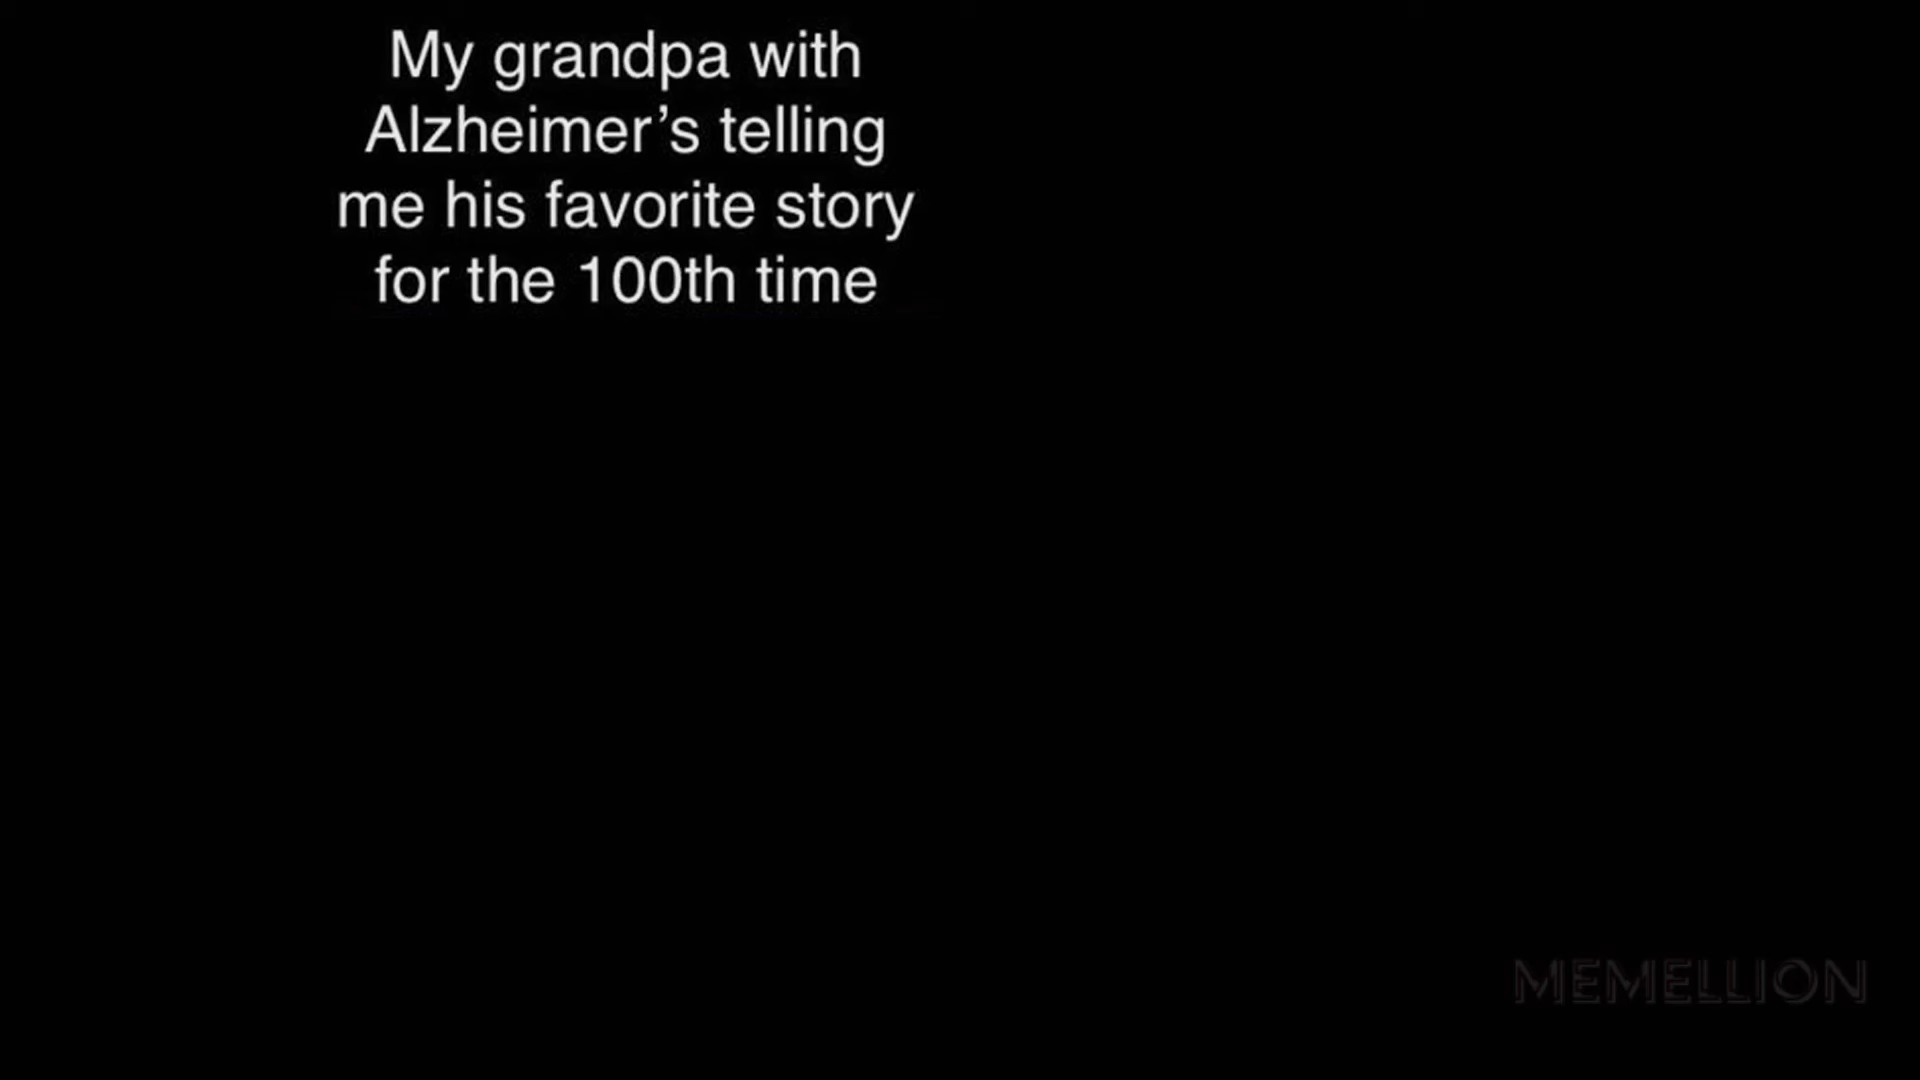 My grandpa with
Alzheimer’s telling
me his favorite story
for the 100th time
MEMELLION